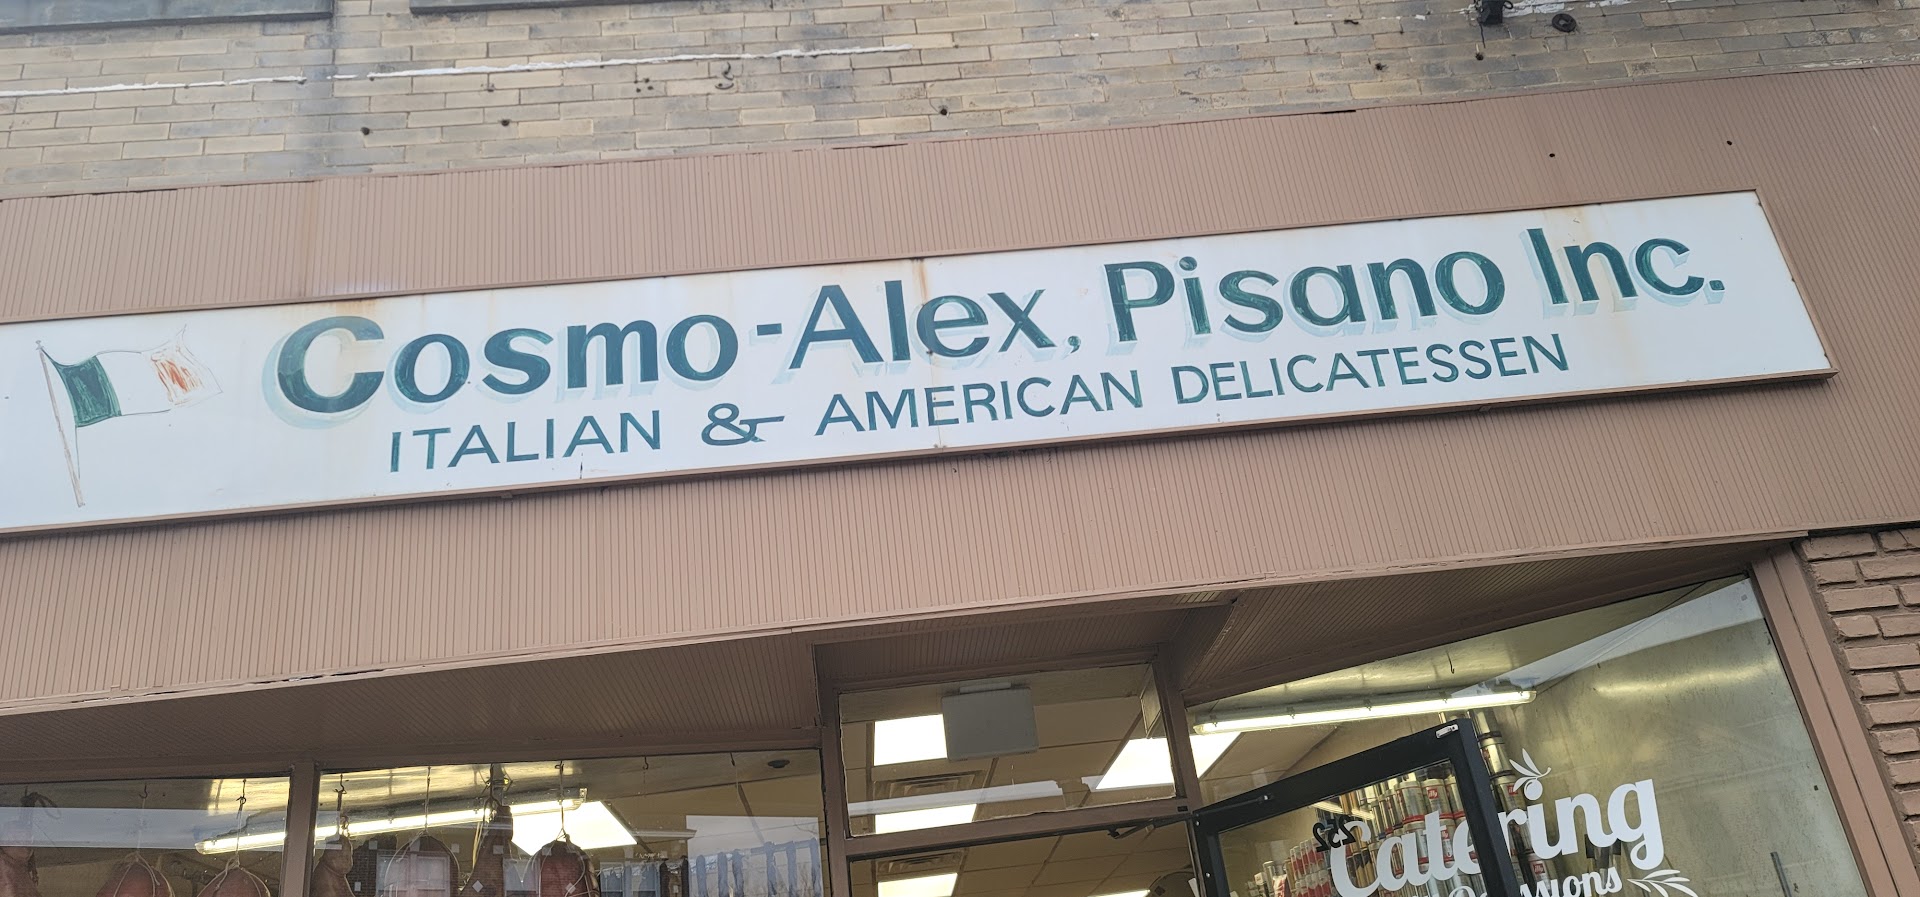 Cosmo-Alex, Pisano Inc.
ITALIAN & AMERICAN DELICATESSEN
252
Catering